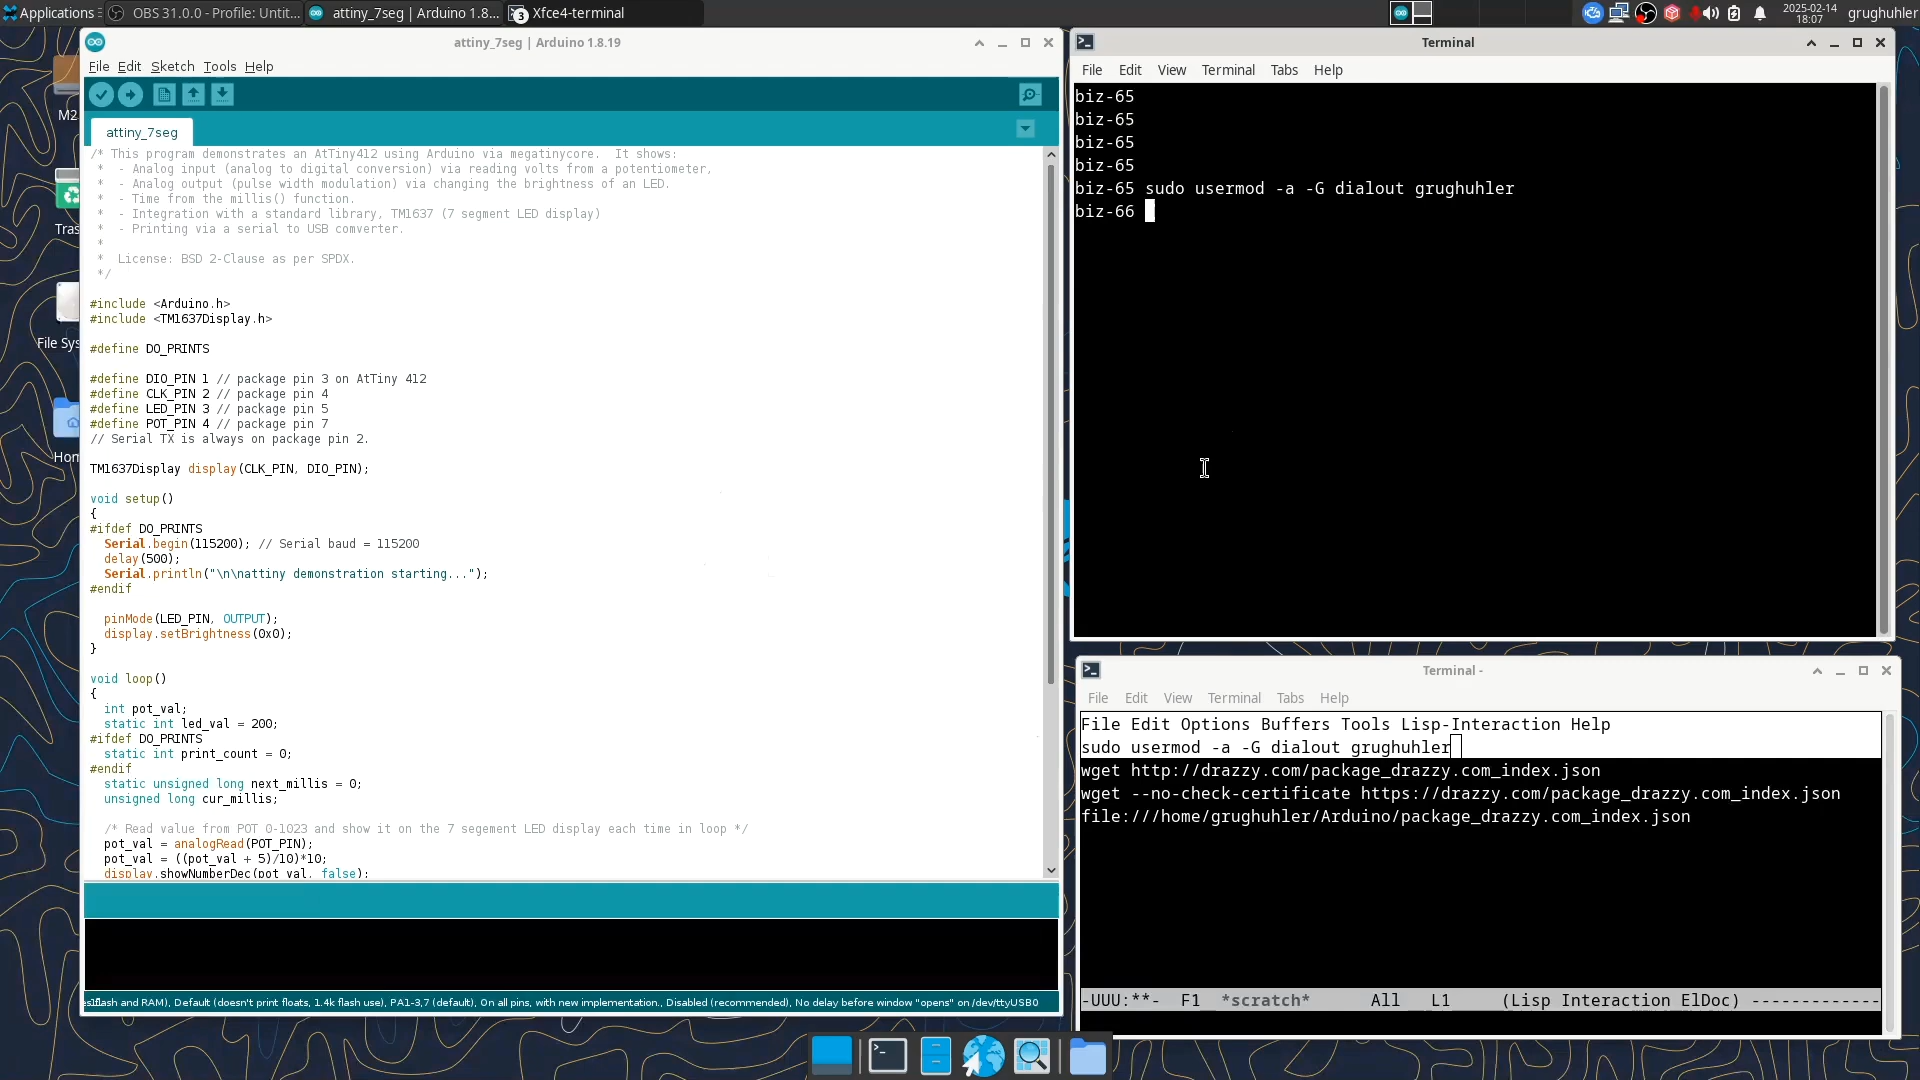 Applications
OBS 31.0.0 - Profile: Untit...
attiny_7seg | Arduino 1.8...
3 Xfce4-terminal
2025-02-14
18:07
grughuhler
Tras
File Sys
Hom
attiny_7seg | Arduino 1.8.19
File Edit Sketch Tools Help
attiny_7seg
/* This program demonstrates an AtTiny412 using Arduino via megatinycore.  It shows:
 *  - Analog input (analog to digital conversion) via reading volts from a potentiometer,
 *  - Analog output (pulse width modulation) via changing the brightness of an LED.
 *  - Time from the millis() function.
 *  - Integration with a standard library, TM1637 (7 segment LED display)
 *  - Printing via a serial to USB comverter.
 *
 *  License: BSD 2-Clause as per SPDX.
 */
#include <Arduino.h>
#include <TM1637Display.h>
#define DO_PRINTS
#define DIO_PIN 1 // package pin 3 on AtTiny 412
#define CLK_PIN 2 // package pin 4
#define LED_PIN 3 // package pin 5
#define POT_PIN 4 // package pin 7
// Serial TX is always on package pin 2.
TM1637Display display(CLK_PIN, DIO_PIN);
void setup()
{
#ifdef DO_PRINTS
  Serial.begin(115200); // Serial baud = 115200
  delay(500);
  Serial.println("\n\nattiny demonstration starting...");
#endif
  pinMode(LED_PIN, OUTPUT);
  display.setBrightness(0x0);
}
void loop()
{
  int pot_val;
  static int led_val = 200;
#ifdef DO_PRINTS
  static int print_count = 0;
#endif
  static unsigned long next_millis = 0;
  unsigned long cur_millis;
  /* Read value from POT 0-1023 and show it on the 7 segement LED display each time in loop */
  pot_val = analogRead(POT_PIN);
  pot_val = ((pot_val + 5)/10)*10;
  display.showNumberDec(pot_val, false);
flash and RAM), Default (doesn't print floats, 1.4k flash use), PA1-3,7 (default), On all pins, with new implementation., Disabled (recommended), No delay before window "opens" on /dev/ttyUSB0
Terminal
File Edit View Terminal Tabs Help
biz-65
biz-65
biz-65
biz-65
biz-65 sudo usermod -a -G dialout grughuhler
biz-66
Terminal -
File Edit View Terminal Tabs Help
File Edit Options Buffers Tools Lisp-Interaction Help
sudo usermod -a -G dialout grughuhler
wget http://drazzy.com/package_drazzy.com_index.json
wget --no-check-certificate https://drazzy.com/package_drazzy.com_index.json
file:///home/grughuhler/Arduino/package_drazzy.com_index.json
-UUU:**-  F1  *scratch*      All   L1     (Lisp Interaction ElDoc) -------------